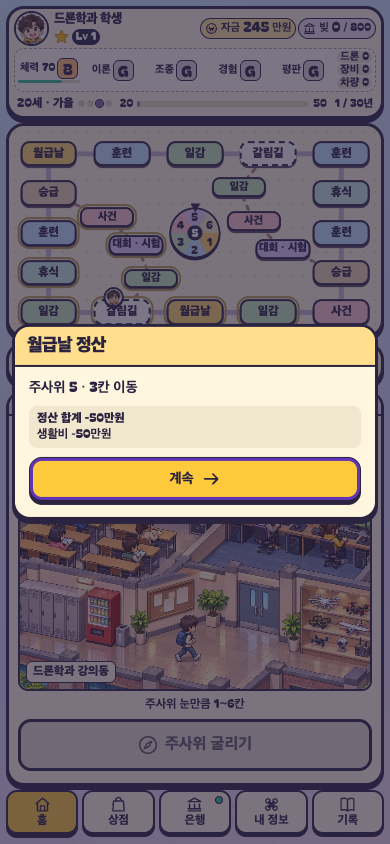 드론학과 학생
Lv 1
자금 245 만원
빚 0 / 800
체력 70 B
이론 G
조종 G
경험 G
평판 G
드론 0
장비 0
차량 0
20세 · 가을
20
50
1 / 30년
월급날
훈련
일감
갈림길
훈련
승급
일감
휴식
사건
사건
훈련
대회 · 시험
대회 · 시험
훈련
5
6
1
2
3
4
5
휴식
일감
승급
일감
갈림길
월급날
일감
사건
월급날 정산
주사위 5 · 3칸 이동
정산 합계 -50만원
생활비 -50만원
계속 →
드론학과 강의동
주사위 눈만큼 1~6칸
주사위 굴리기
홈
상점
은행
내 정보
기록